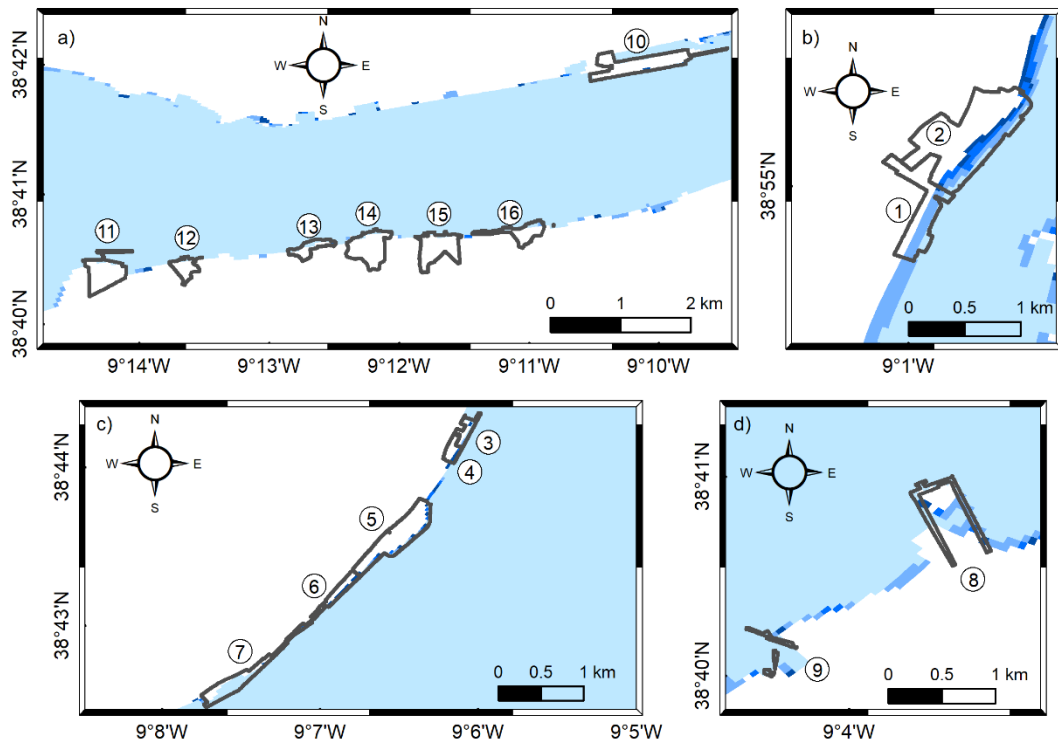 a)
N
W
E
S
10
11
12
13
14
15
16
38°42'N
38°41'N
38°40'N
0 1 2 km
9°14'W 9°13'W 9°12'W 9°11'W 9°10'W
b)
N
W
E
S
2
1
38°55'N
0 0.5 1 km
9°1'W
c)
N
W
E
S
3
4
5
6
7
38°44'N
38°43'N
0 0.5 1 km
9°8'W 9°7'W 9°6'W 9°5'W
d)
N
W
E
S
8
9
38°41'N
38°40'N
0 0.5 1 km
9°4'W